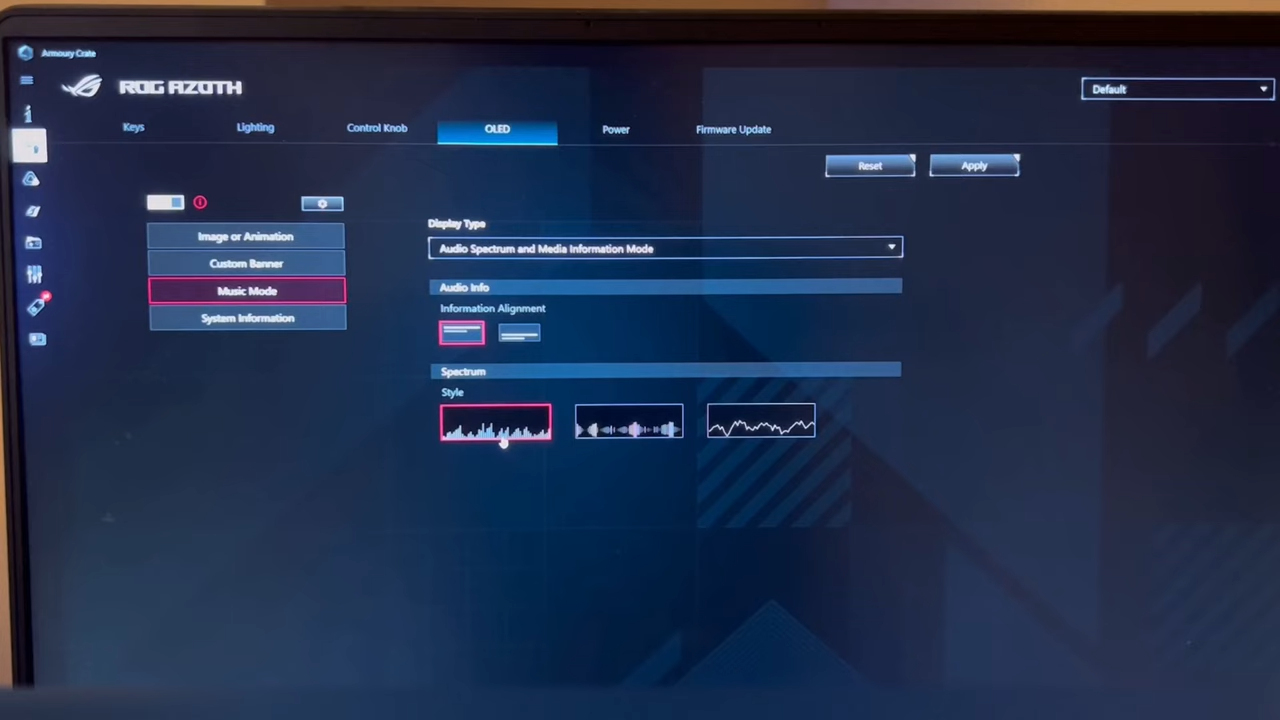 Armoury Crate
ROG AZOTH
Default
Keys
Lighting
Control Knob
OLED
Power
Firmware Update
Reset
Apply
Image or Animation
Custom Banner
Music Mode
System Information
Display Type
Audio Spectrum and Media Information Mode
Audio Info
Information Alignment
Spectrum
Style